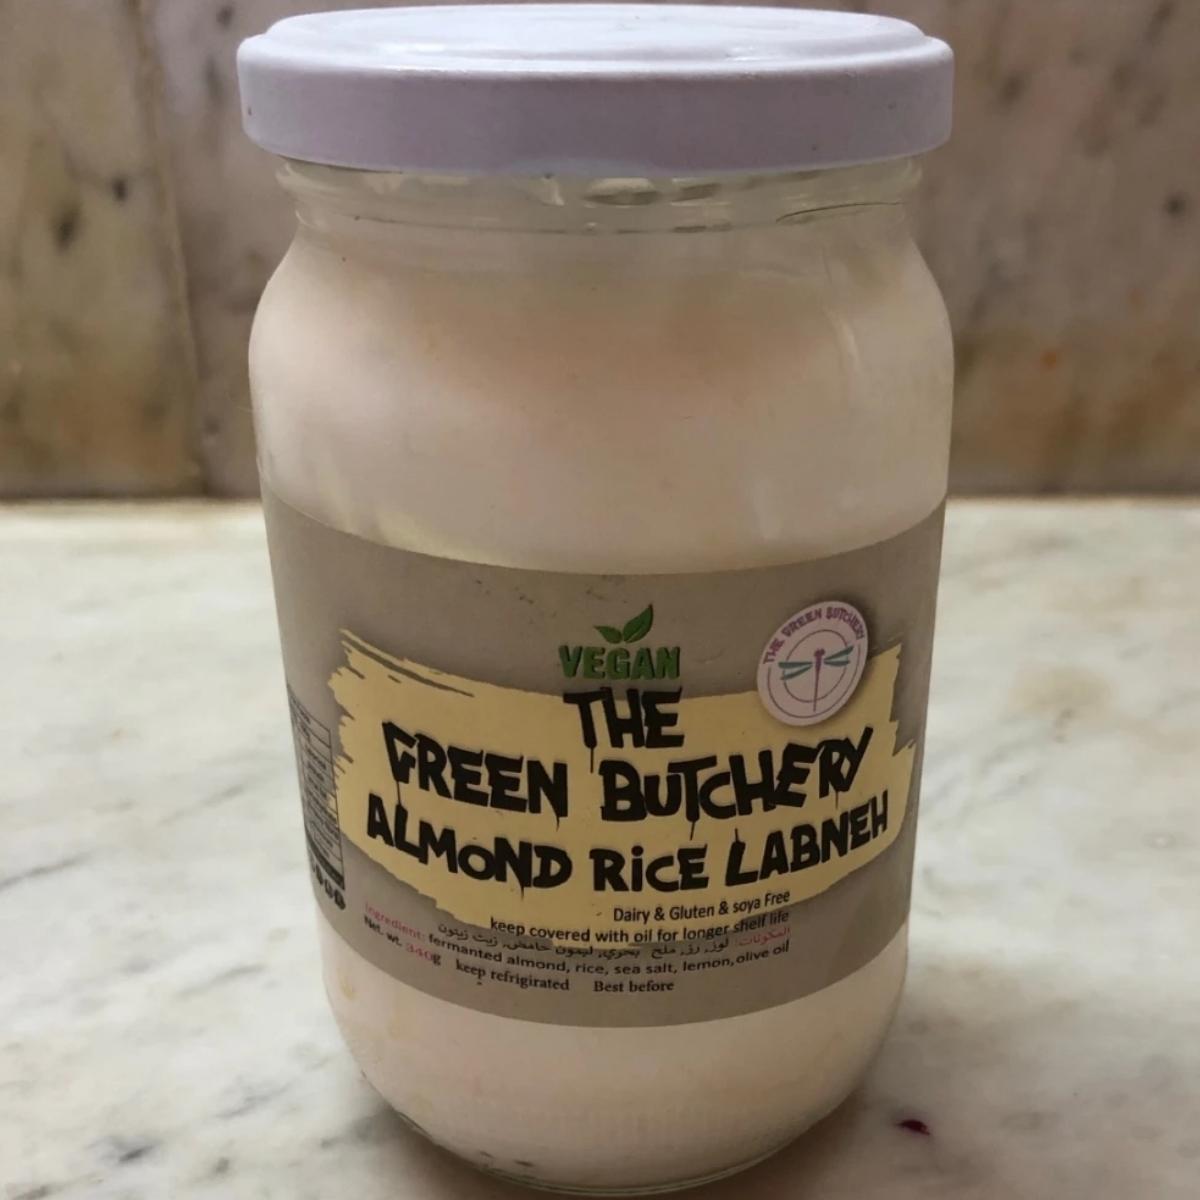 VEGAN
THE GREEN BUTCHERY
THE
GREEN BUTCHERY
ALMOND RiCE LABNEH
Dairy & Gluten & soya Free
keep covered with oil for longer shelf life
المكونات: لوز, رز, ملح بحري, ليمون حامض, زيت زيتون
Ingredient: fermanted almond, rice, sea salt, lemon, olive oil
Net. wt. 340g keep refrigirated Best before